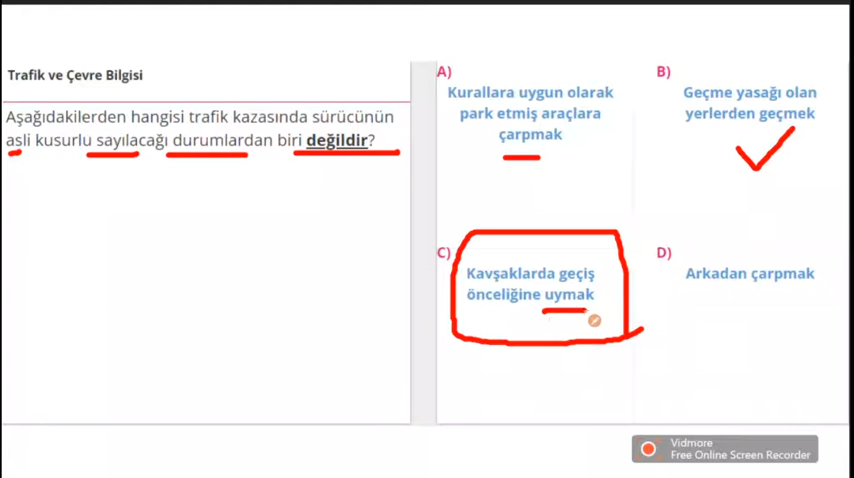 Trafik ve Çevre Bilgisi
Aşağıdakilerden hangisi trafik kazasında sürücünün
asli kusurlu sayılacağı durumlardan biri değildir?
A)
Kurallara uygun olarak
park etmiş araçlara
çarpmak
B)
Geçme yasağı olan
yerlerden geçmek
C)
Kavşaklarda geçiş
önceliğine uymak
D)
Arkadan çarpmak
Vidmore
Free Online Screen Recorder